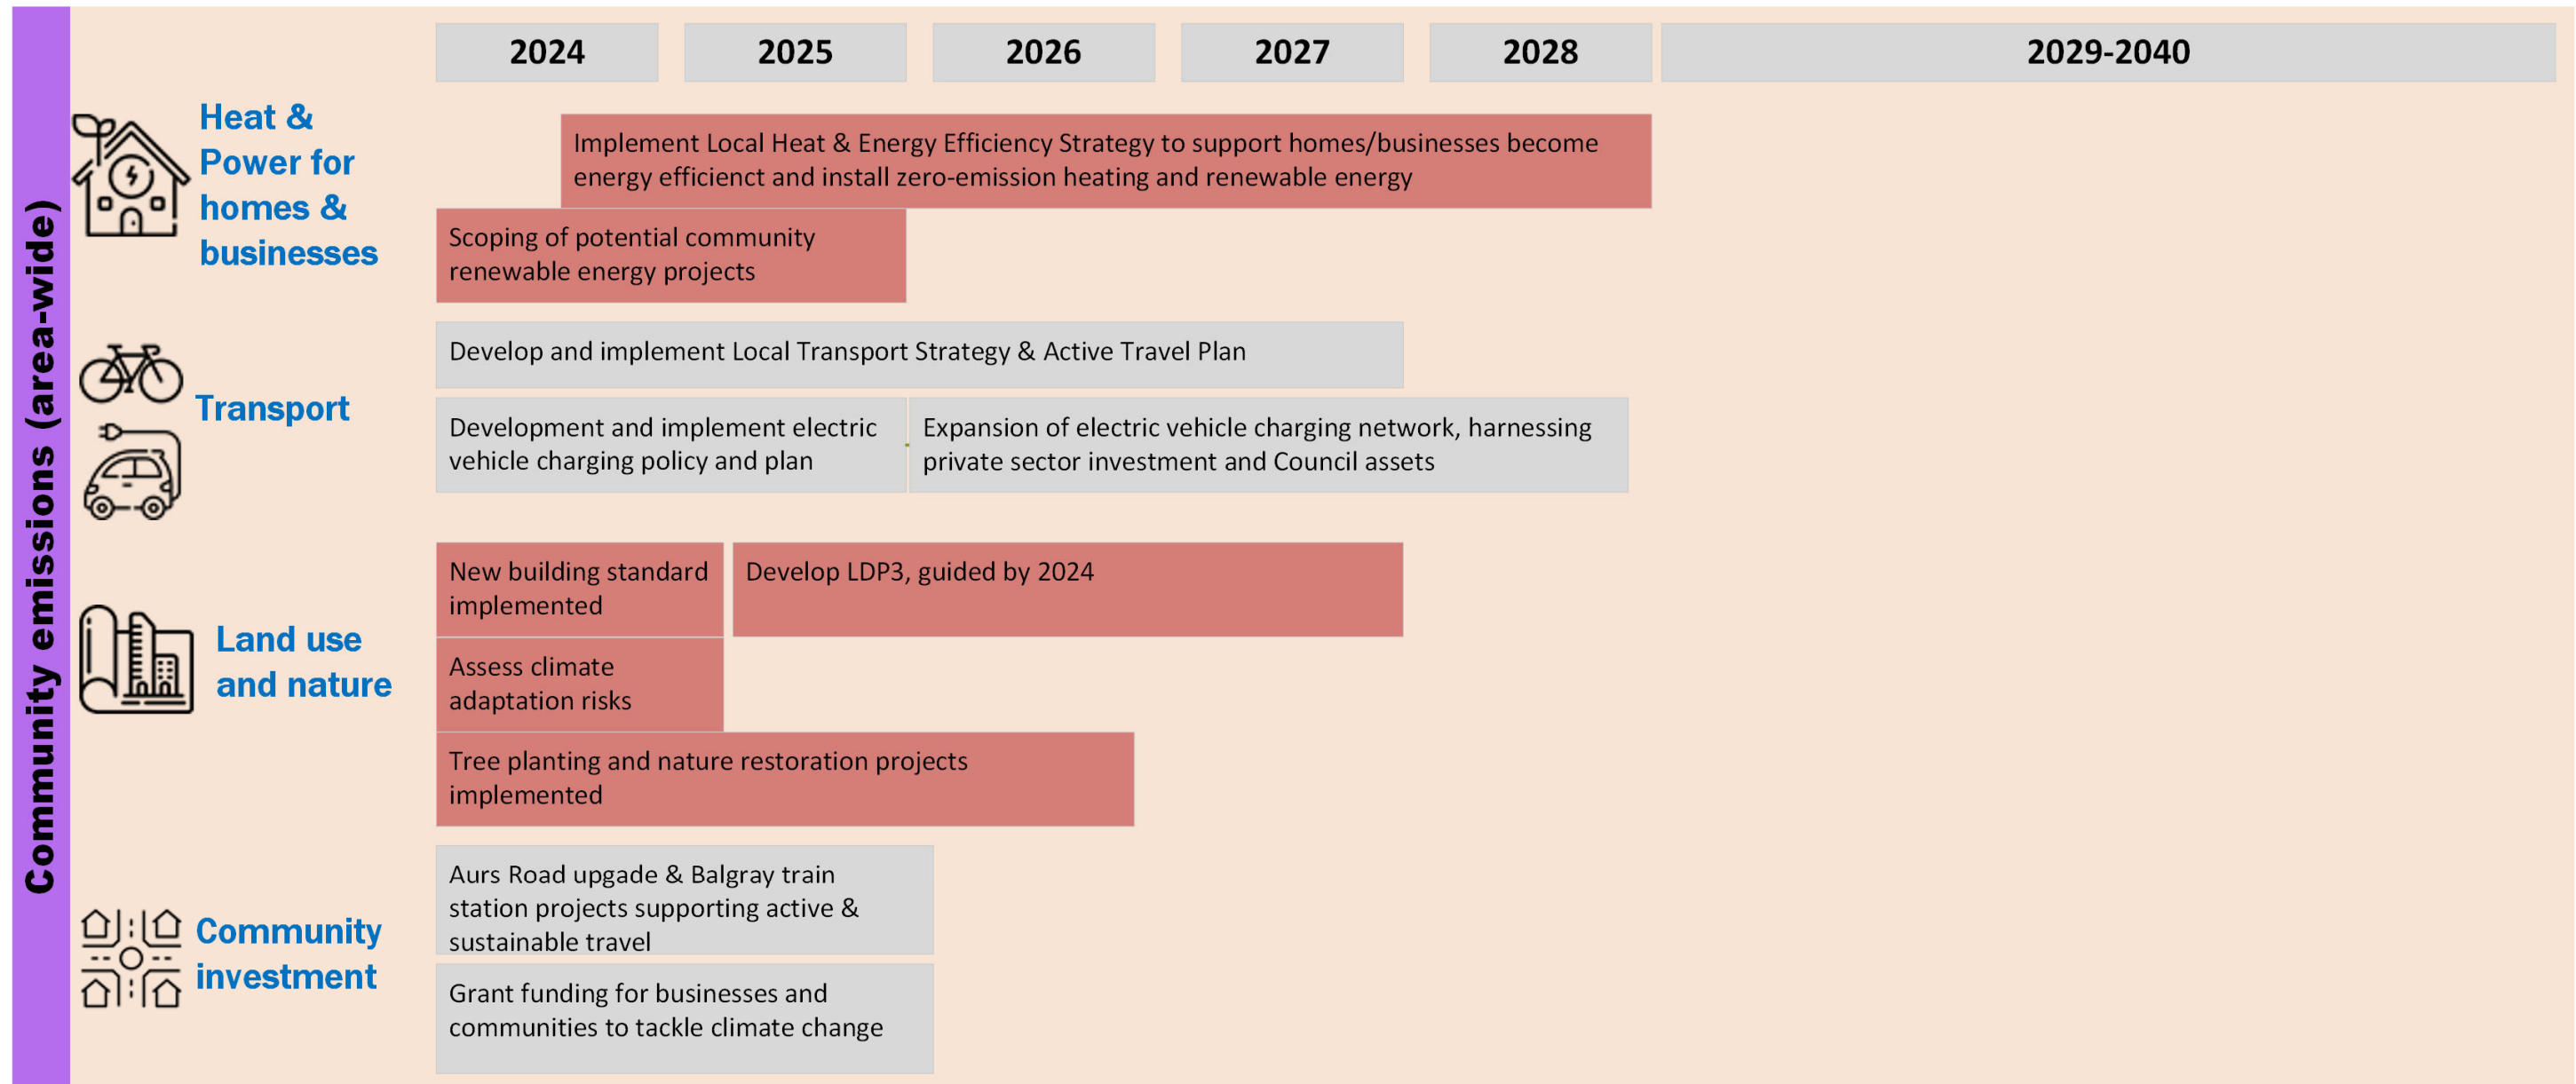 Community emissions (area-wide)
2024
2025
2026
2027
2028
2029-2040
Heat &
Power for
homes &
businesses
Implement Local Heat & Energy Efficiency Strategy to support homes/businesses become
energy efficienct and install zero-emission heating and renewable energy
Scoping of potential community
renewable energy projects
Transport
Develop and implement Local Transport Strategy & Active Travel Plan
Development and implement electric
vehicle charging policy and plan
Expansion of electric vehicle charging network, harnessing
private sector investment and Council assets
Land use
and nature
New building standard
implemented
Develop LDP3, guided by 2024
Assess climate
adaptation risks
Tree planting and nature restoration projects
implemented
Community
investment
Aurs Road upgade & Balgray train
station projects supporting active &
sustainable travel
Grant funding for businesses and
communities to tackle climate change